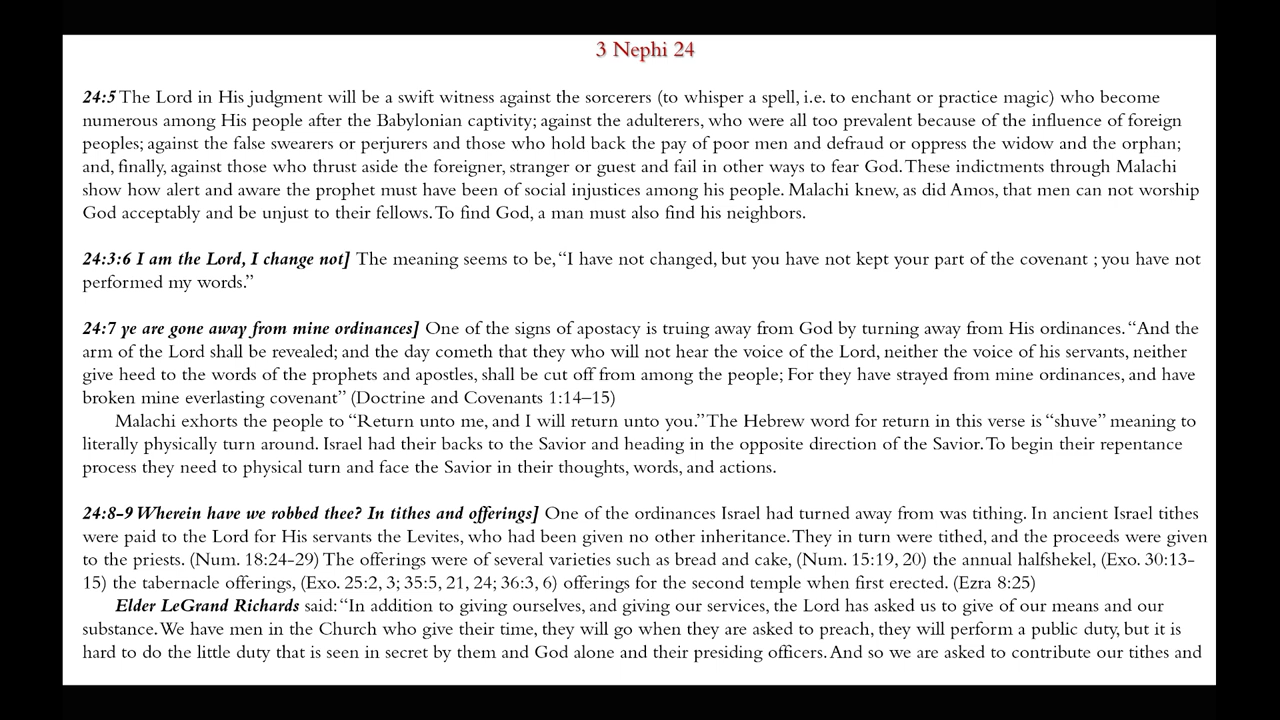 3 Nephi 24
24:5 The Lord in His judgment will be a swift witness against the sorcerers (to whisper a spell, i.e. to enchant or practice magic) who become
numerous among His people after the Babylonian captivity; against the adulterers, who were all too prevalent because of the influence of foreign
peoples; against the false swearers or perjurers and those who hold back the pay of poor men and defraud or oppress the widow and the orphan;
and, finally, against those who thrust aside the foreigner, stranger or guest and fail in other ways to fear God. These indictments through Malachi
show how alert and aware the prophet must have been of social injustices among his people. Malachi knew, as did Amos, that men can not worship
God acceptably and be unjust to their fellows. To find God, a man must also find his neighbors.
24:3:6 I am the Lord, I change not] The meaning seems to be, “I have not changed, but you have not kept your part of the covenant ; you have not
performed my words.”
24:7 ye are gone away from mine ordinances] One of the signs of apostacy is truing away from God by turning away from His ordinances. “And the
arm of the Lord shall be revealed; and the day cometh that they who will not hear the voice of the Lord, neither the voice of his servants, neither
give heed to the words of the prophets and apostles, shall be cut off from among the people; For they have strayed from mine ordinances, and have
broken mine everlasting covenant” (Doctrine and Covenants 1:14–15)
Malachi exhorts the people to “Return unto me, and I will return unto you.” The Hebrew word for return in this verse is “shuve” meaning to
literally physically turn around. Israel had their backs to the Savior and heading in the opposite direction of the Savior. To begin their repentance
process they need to physical turn and face the Savior in their thoughts, words, and actions.
24:8-9 Wherein have we robbed thee? In tithes and offerings] One of the ordinances Israel had turned away from was tithing. In ancient Israel tithes
were paid to the Lord for His servants the Levites, who had been given no other inheritance. They in turn were tithed, and the proceeds were given
to the priests. (Num. 18:24-29) The offerings were of several varieties such as bread and cake, (Num. 15:19, 20) the annual halfshekel, (Exo. 30:13-
15) the tabernacle offerings, (Exo. 25:2, 3; 35:5, 21, 24; 36:3, 6) offerings for the second temple when first erected. (Ezra 8:25)
Elder LeGrand Richards said: “In addition to giving ourselves, and giving our services, the Lord has asked us to give of our means and our
substance. We have men in the Church who give their time, they will go when they are asked to preach, they will perform a public duty, but it is
hard to do the little duty that is seen in secret by them and God alone and their presiding officers. And so we are asked to contribute our tithes and